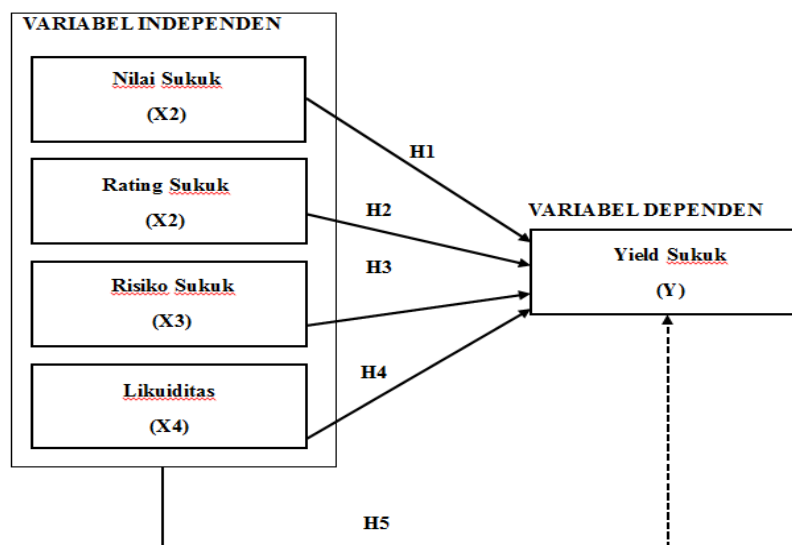 VARIABEL INDEPENDEN
Nilai Sukuk
(X2)
H1
Rating Sukuk
(X2)
H2
VARIABEL DEPENDEN
Yield Sukuk
(Y)
H3
Risiko Sukuk
(X3)
H4
Likuiditas
(X4)
H5